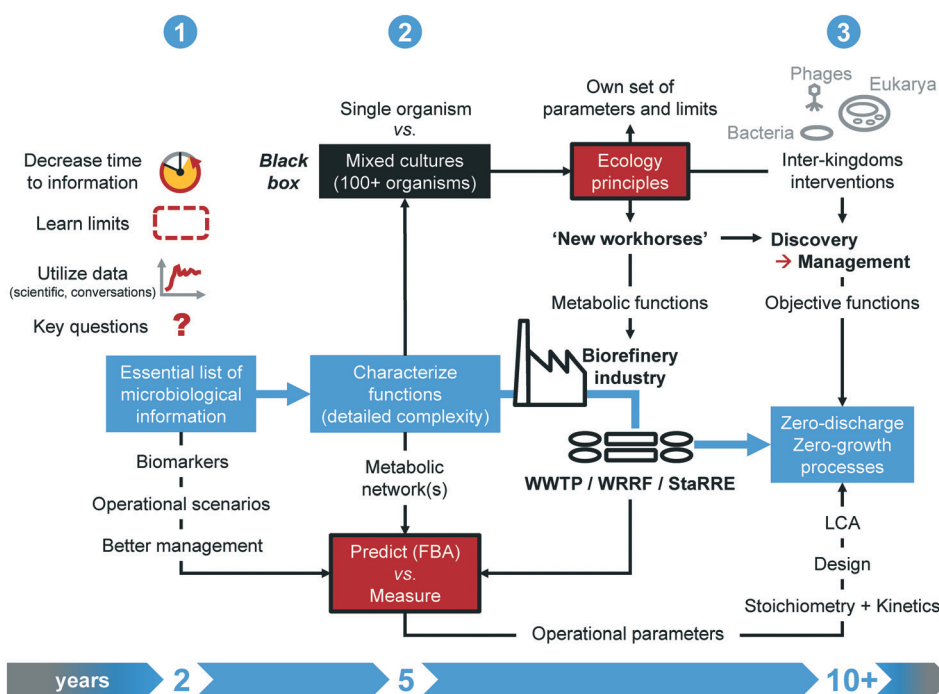 1
2
3
Phages
Eukarya
Bacteria
Own set of
parameters and limits
Single organism
vs.
Black
box
Mixed cultures
(100+ organisms)
Ecology
principles
Inter-kingdoms
interventions
Decrease time
to information
Learn limits
Utilize data
(scientific, conversations)
Key questions
?
'New workhorses'
Discovery
→ Management
Metabolic functions
Objective functions
Biorefinery
industry
Essential list of
microbiological
information
Characterize
functions
(detailed complexity)
Zero-discharge
Zero-growth
processes
WWTP / WRRF / StaRRE
Biomarkers
Operational scenarios
Better management
Metabolic
network(s)
Predict (FBA)
vs.
Measure
LCA
Design
Stoichiometry + Kinetics
Operational parameters
years
2
5
10+